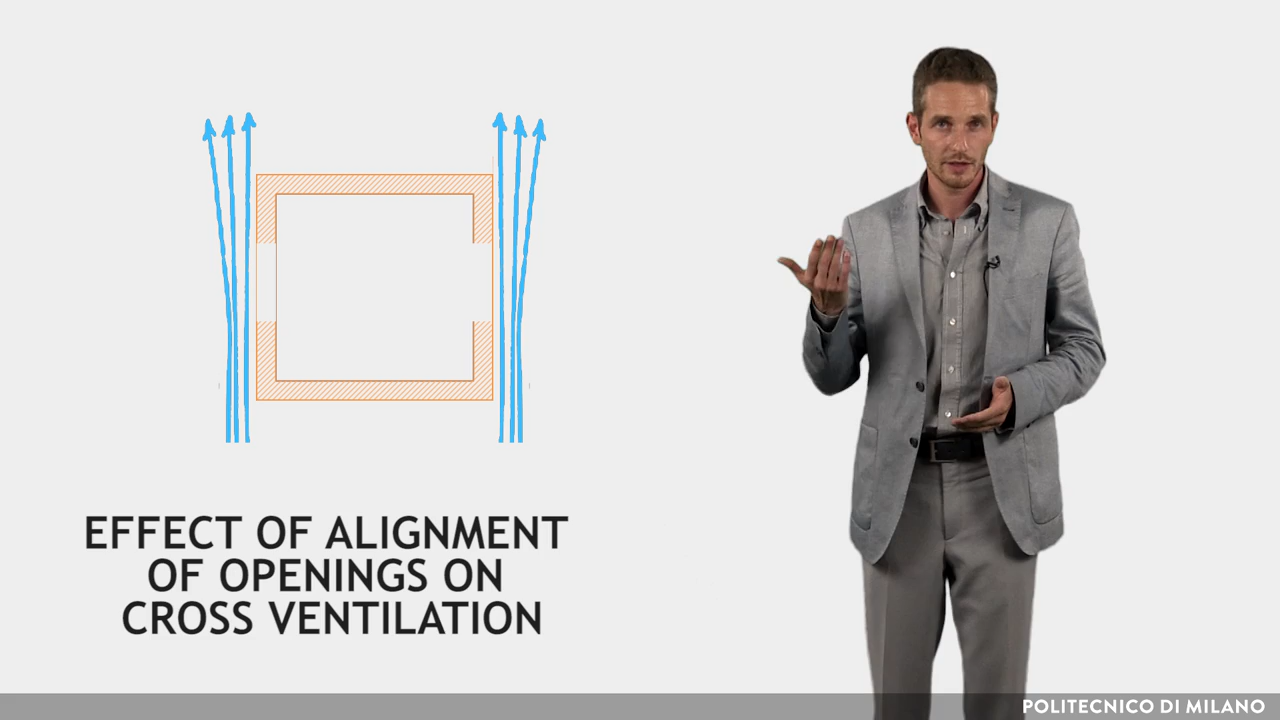 EFFECT OF ALIGNMENT
OF OPENINGS ON
CROSS VENTILATION
POLITECNICO DI MILANO